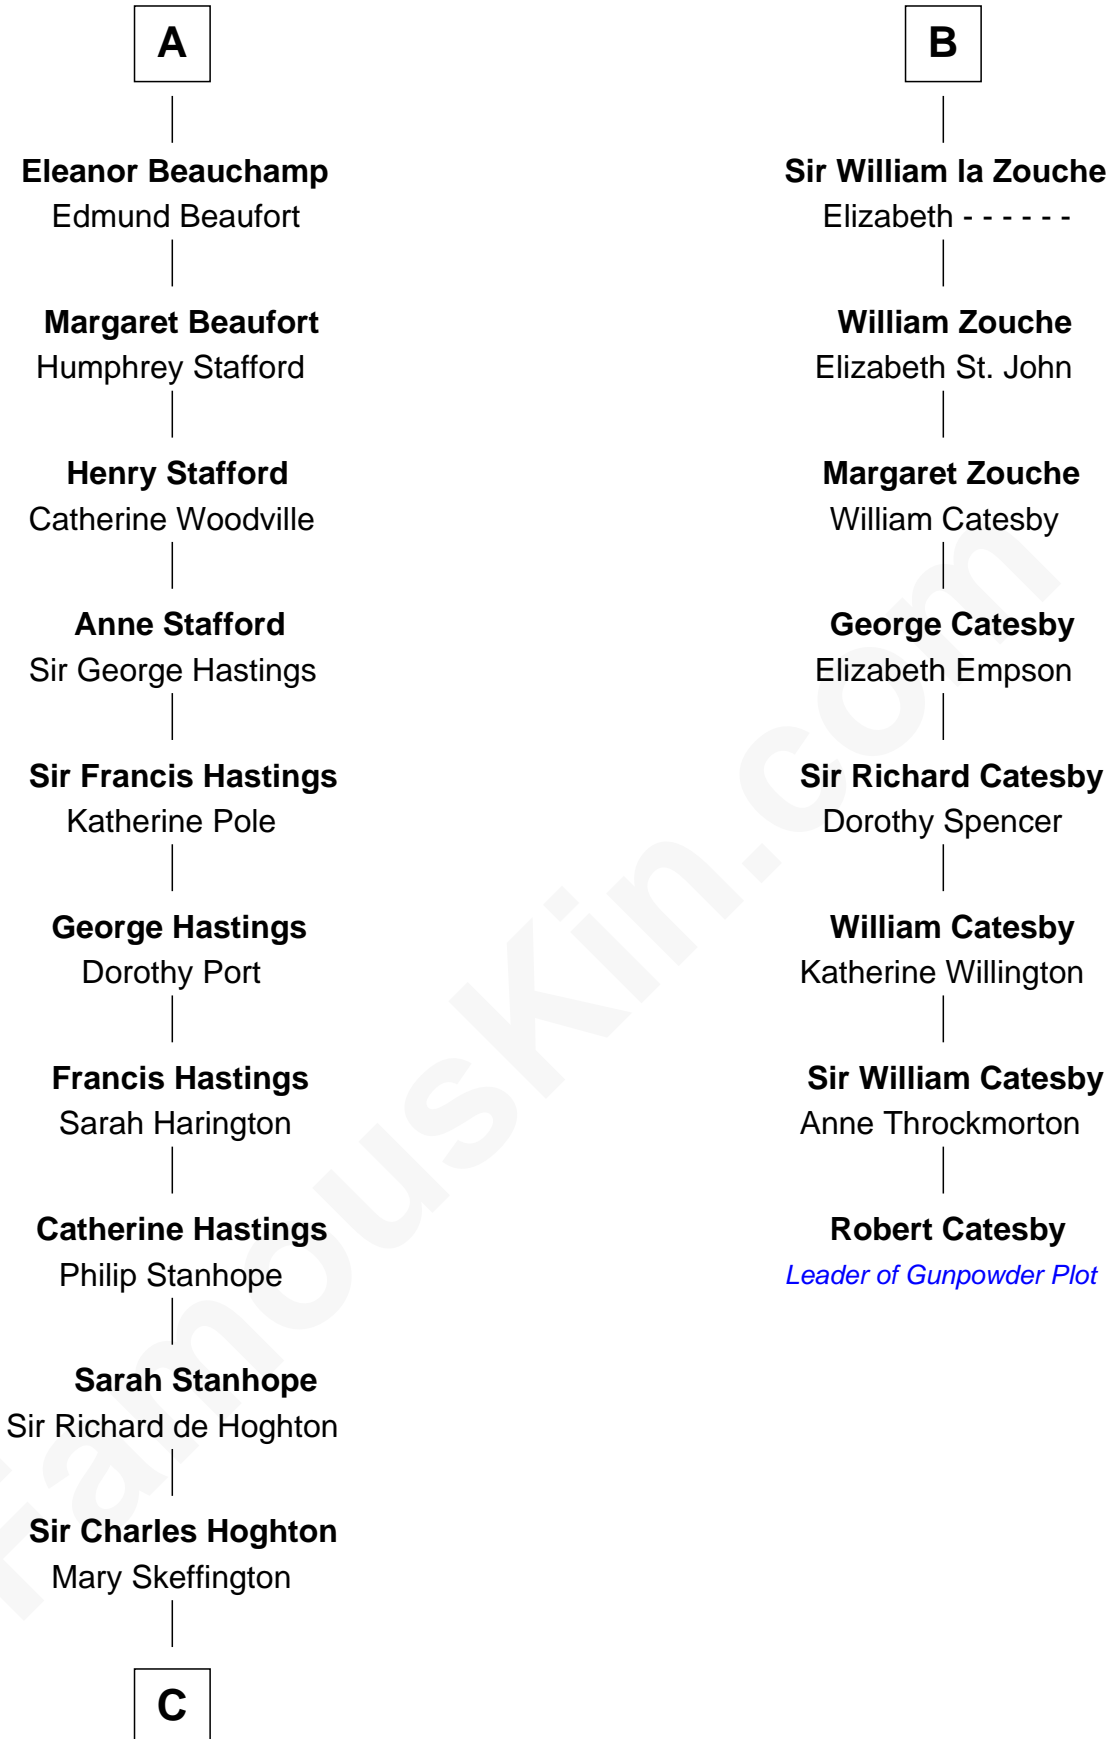 A
Eleanor Beauchamp
Edmund Beaufort
Margaret Beaufort
Humphrey Stafford
Henry Stafford
Catherine Woodville
Anne Stafford
Sir George Hastings
Sir Francis Hastings
Katherine Pole
George Hastings
Dorothy Port
Francis Hastings
Sarah Harington
Catherine Hastings
Philip Stanhope
Sarah Stanhope
Sir Richard de Hoghton
Sir Charles Hoghton
Mary Skeffington
C
B
Sir William la Zouche
Elizabeth - - - - - -
William Zouche
Elizabeth St. John
Margaret Zouche
William Catesby
George Catesby
Elizabeth Empson
Sir Richard Catesby
Dorothy Spencer
William Catesby
Katherine Willington
Sir William Catesby
Anne Throckmorton
Robert Catesby
Leader of Gunpowder Plot
FamousKin.com